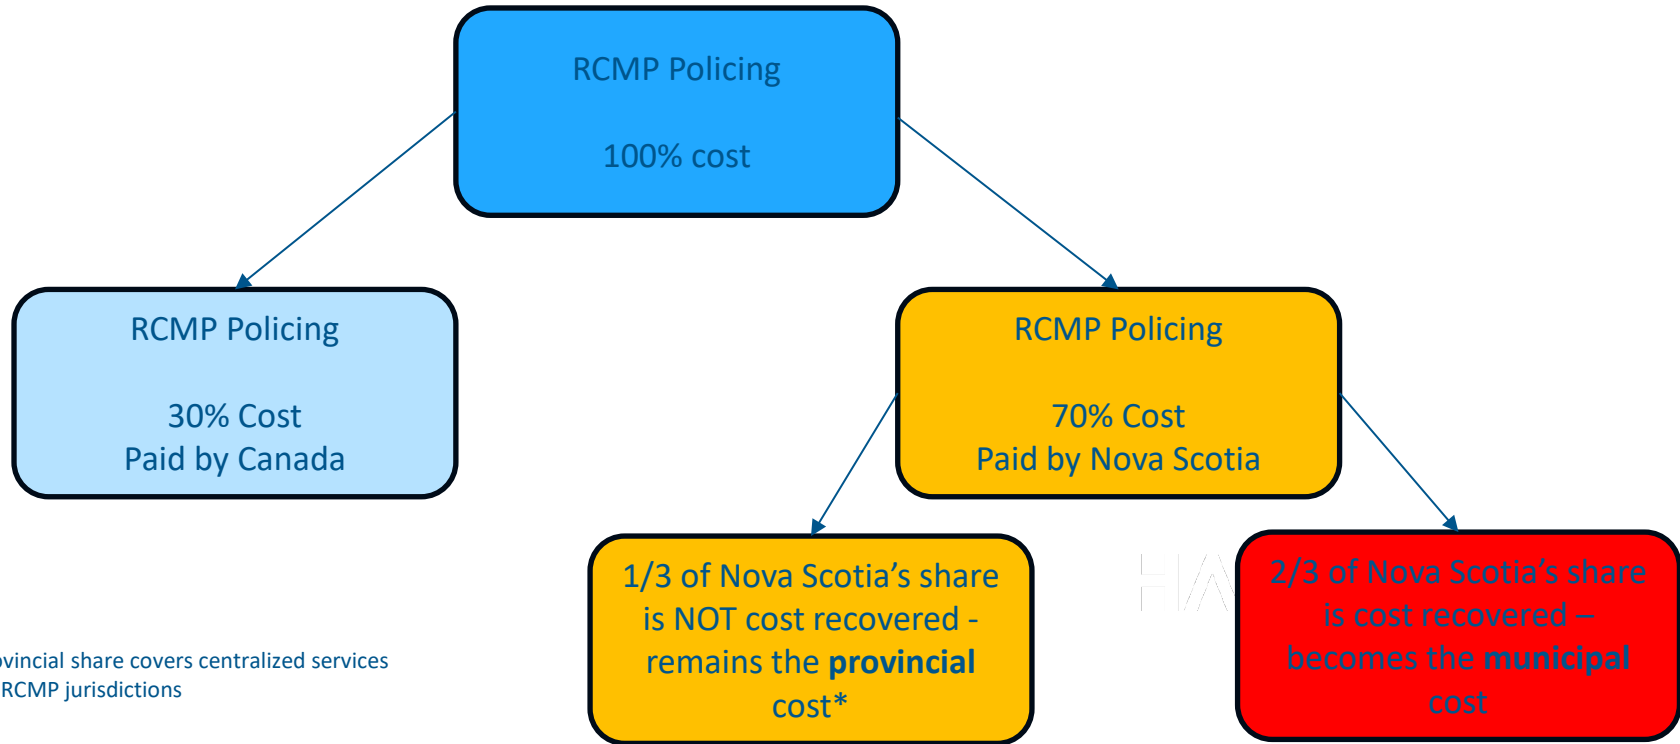 RCMP Policing
100% cost
RCMP Policing
30% Cost
Paid by Canada
RCMP Policing
70% Cost
Paid by Nova Scotia
1/3 of Nova Scotia's share
is NOT cost recovered -
remains the provincial
cost*
2/3 of Nova Scotia's share
is cost recovered –
becomes the municipal
cost
share covers centralized services
RCMP jurisdictions